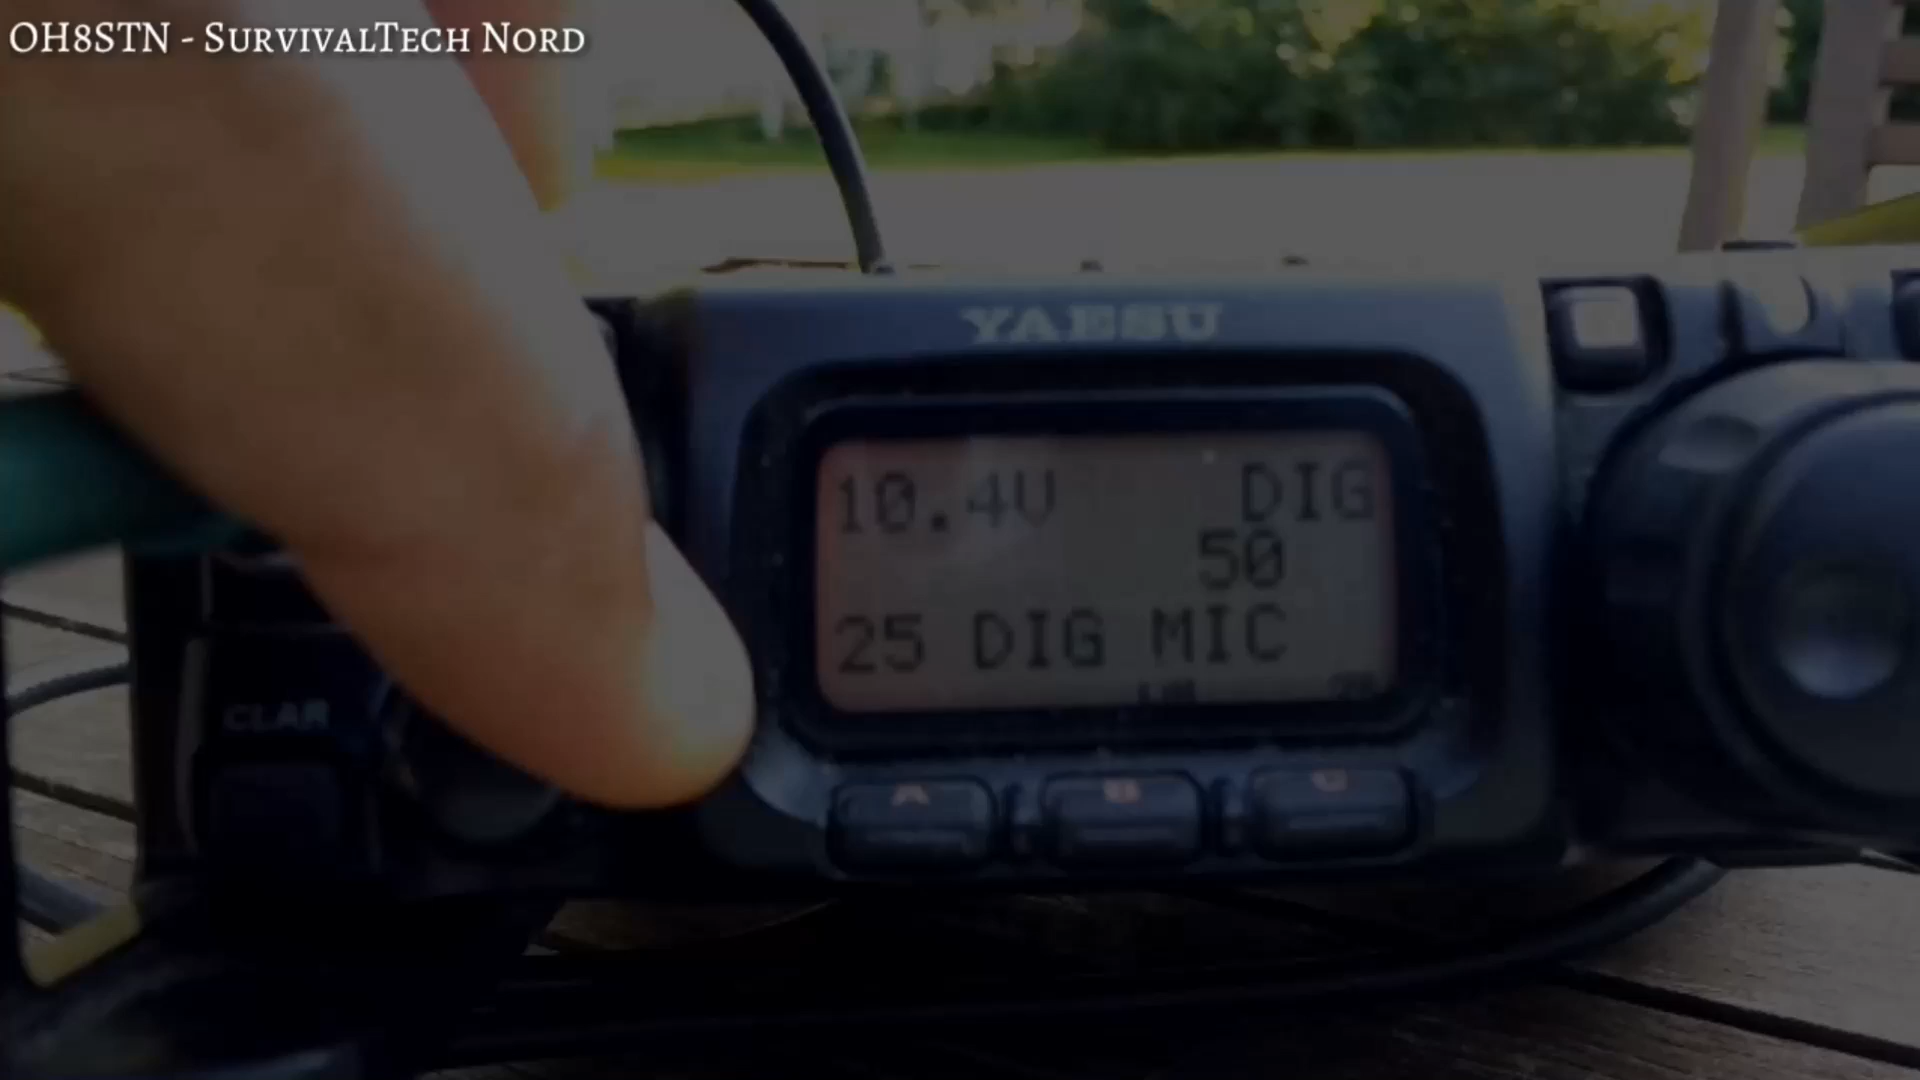 OH8STN - SurvivalTech Nord
YAESU
10.4V DIG
50
25 DIG MIC
CLAR
A B C